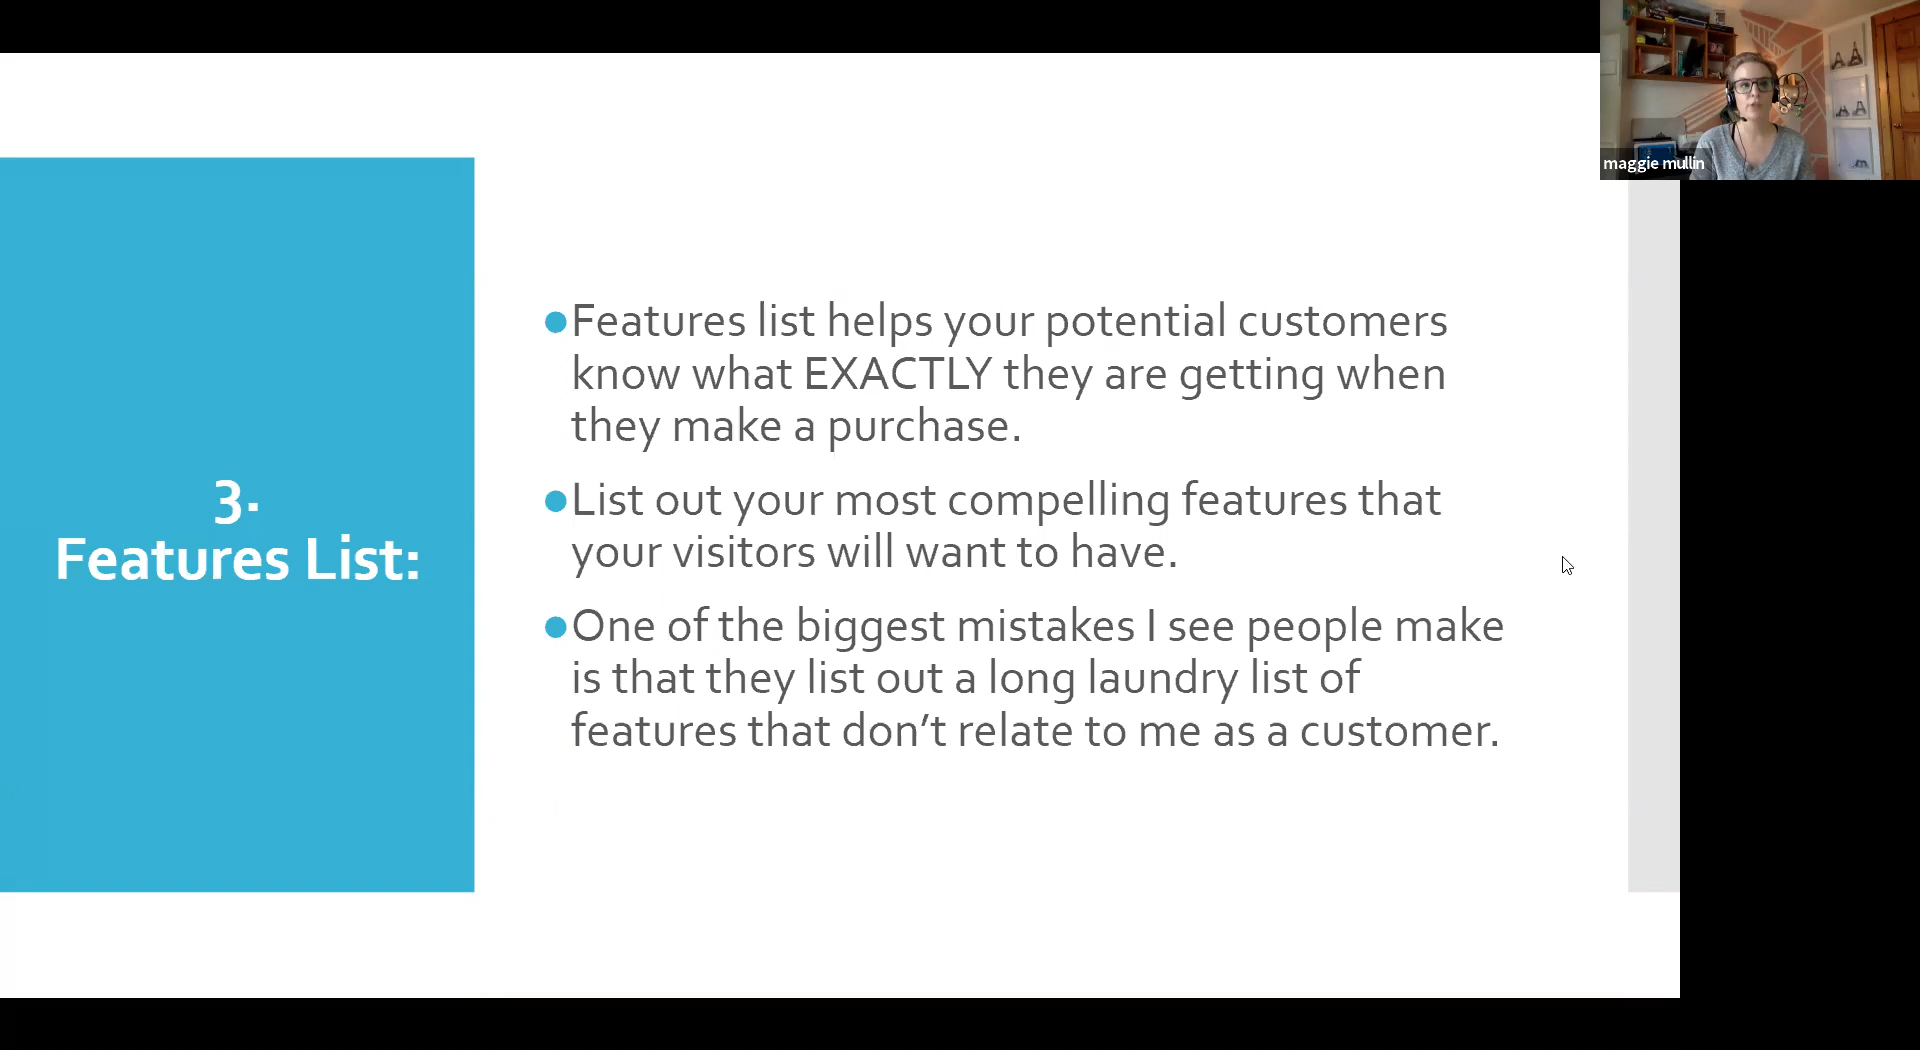 maggie mullin
3.
Features List:
●Features list helps your potential customers
know what EXACTLY they are getting when
they make a purchase.
●List out your most compelling features that
your visitors will want to have.
●One of the biggest mistakes I see people make
is that they list out a long laundry list of
features that don’t relate to me as a customer.